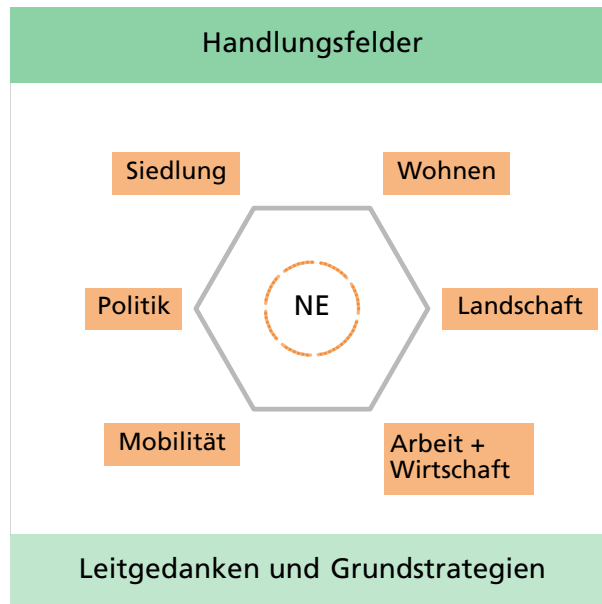 Handlungsfelder
Siedlung
Wohnen
Politik
NE
Landschaft
Mobilität
Arbeit +
Wirtschaft
Leitgedanken und Grundstrategien